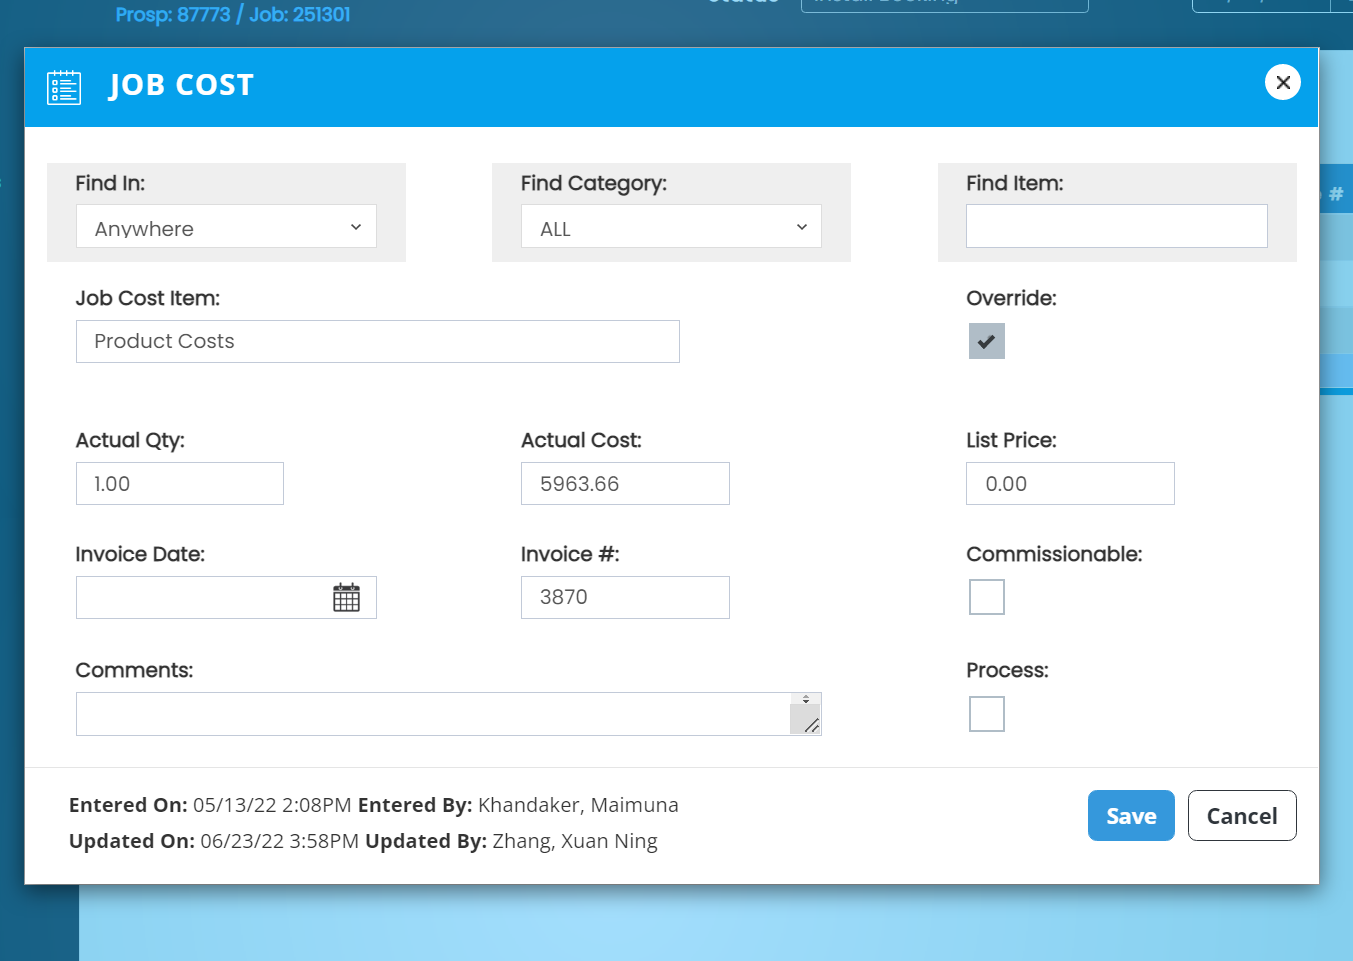 Prosp: 87773 / Job: 251301
JOB COST
Find In:
Find Category:
Find Item:
Anywhere
ALL
#
Job Cost Item:
Override:
Product Costs
Actual Qty:
Actual Cost:
List Price:
1.00
5963.66
0.00
Invoice Date:
Invoice #:
Commissionable:
3870
Comments:
Process:
Entered On: 05/13/22 2:08PM Entered By: Khandaker, Maimuna
Updated On: 06/23/22 3:58PM Updated By: Zhang, Xuan Ning
Save
Cancel